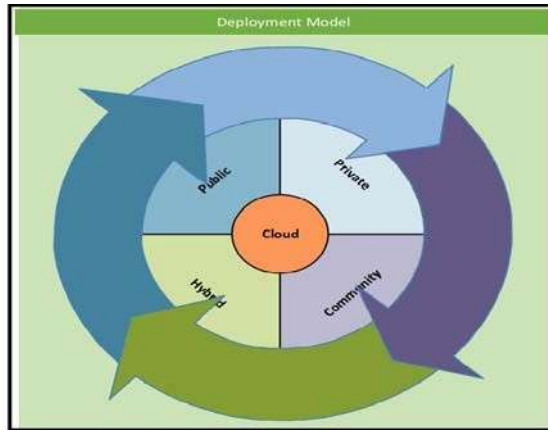 Deployment Model
Public
Private
Cloud
Hybrid
Community